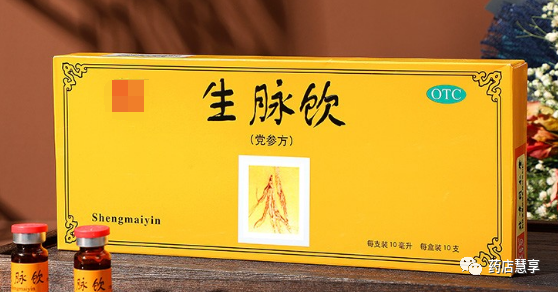 生脉饮
OTC
(党参方)
Shengmaiyin
每支装10毫升 每盒装10支
脉饮
脉饮
药店慧享